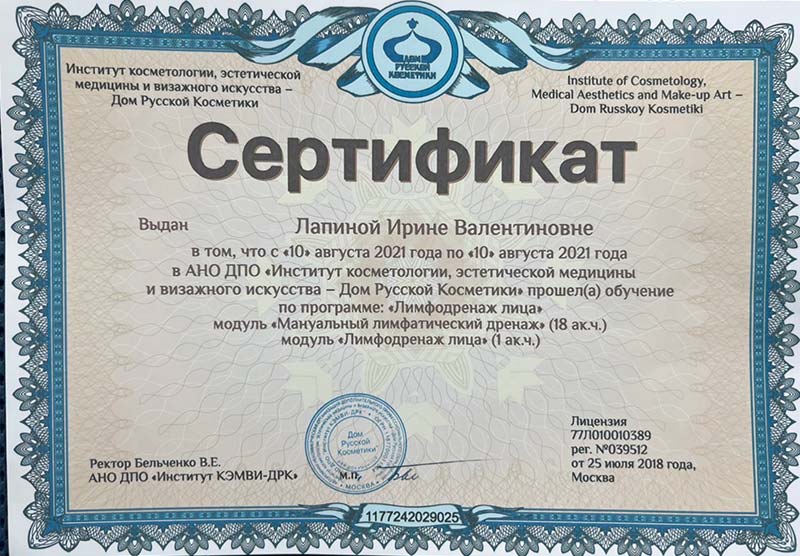 ДОМ
РУССКОЙ
КОСМЕТИКИ
Институт косметологии, эстетической
медицины и визажного искусства –
Дом Русской Косметики
Institute of Cosmetology,
Medical Aesthetics and Make-up Art –
Dom Russkoy Kosmetiki
Сертификат
Выдан Лапиной Ирине Валентиновне
в том, что с «10» августа 2021 года по «10» августа 2021 года
в АНО ДПО «Институт косметологии, эстетической медицины
и визажного искусства – Дом Русской Косметики» прошел(а) обучение
по программе: «Лимфодренаж лица»
модуль «Мануальный лимфатический дренаж» (18 ак.ч.)
модуль «Лимфодренаж лица» (1 ак.ч.)
Дом
Русской
Косметики
МОСКВА
М.П.
Ректор Бельченко В.Е.
АНО ДПО «Институт КЭМВИ-ДРК»
Лицензия
77Л010010389
рег. №039512
от 25 июля 2018 года,
Москва
1177242029025